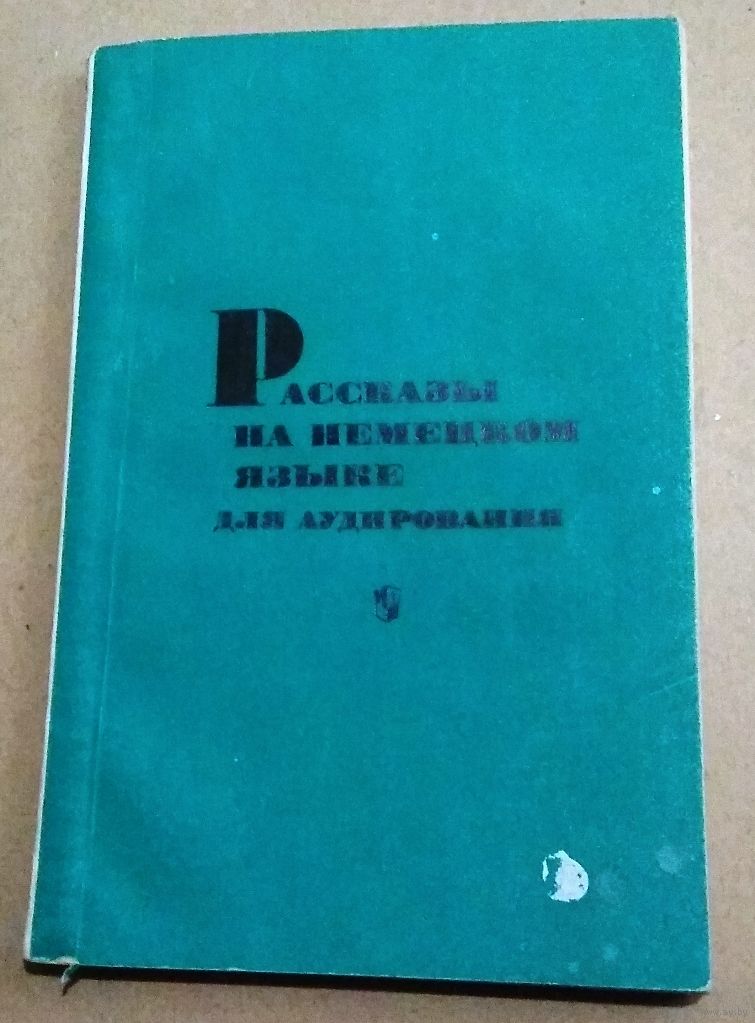 Рассказы
на немецком
языке
для аудирования